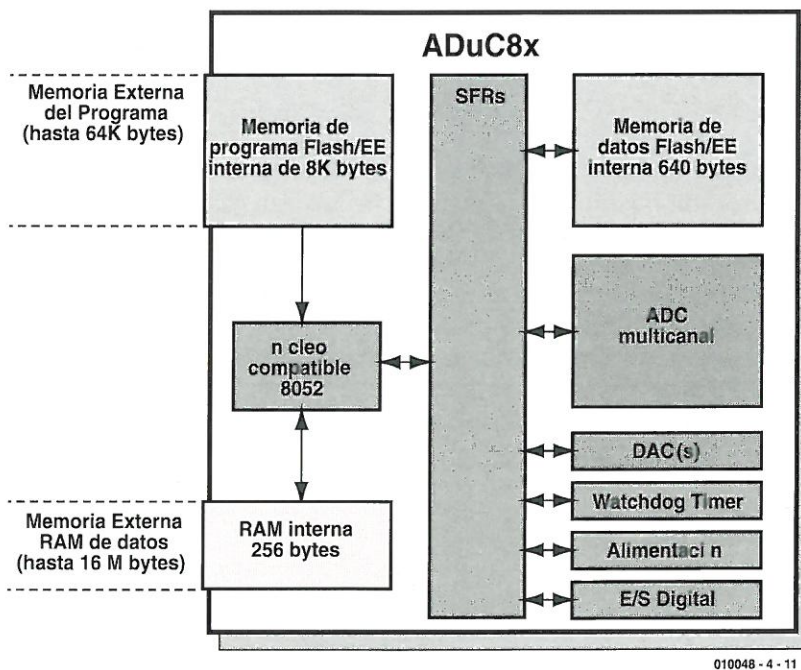 ADuC8x
Memoria Externa
del Programa
(hasta 64K bytes)
Memoria de
programa Flash/EE
interna de 8K bytes
SFRs
Memoria de
datos Flash/EE
interna 640 bytes
ADC
multicanal
n cleo
compatible
8052
DAC(s)
Watchdog Timer
Alimentaci n
E/S Digital
Memoria Externa
RAM de datos
(hasta 16 M bytes)
RAM interna
256 bytes
010048 - 4 - 11